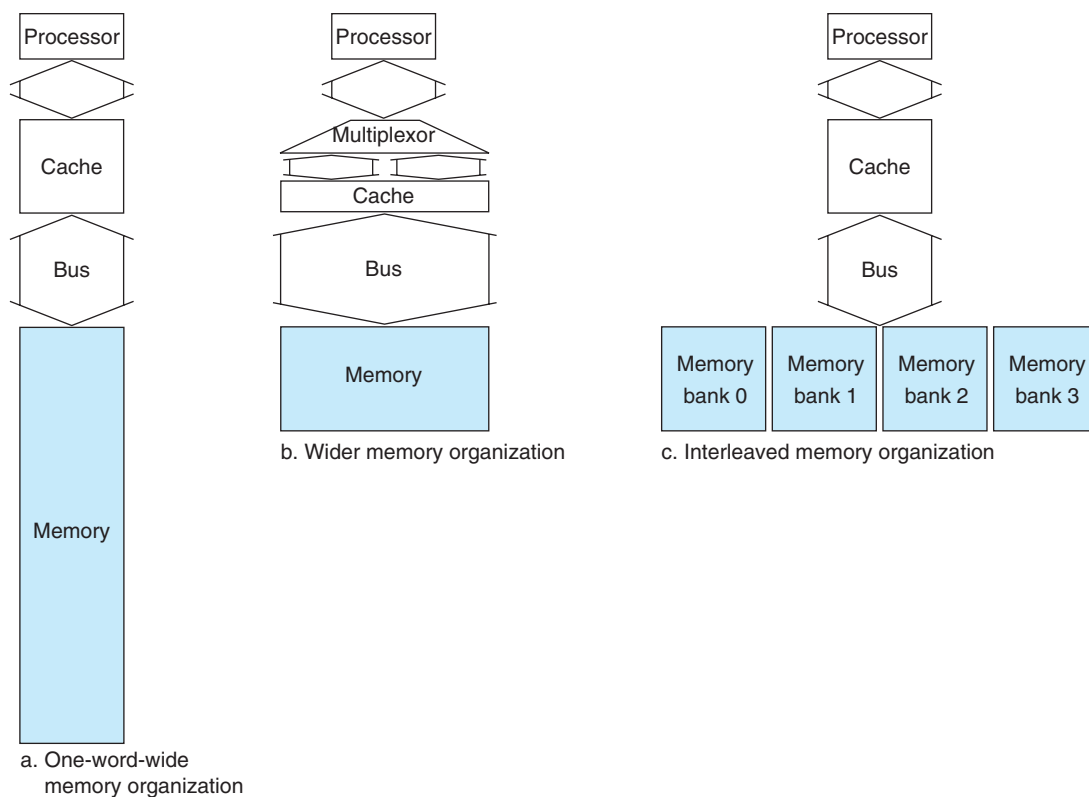 Processor
Cache
Bus
Memory
a. One-word-wide
memory organization
Processor
Multiplexor
Cache
Bus
Memory
b. Wider memory organization
Processor
Cache
Bus
Memory
bank 0
Memory
bank 1
Memory
bank 2
Memory
bank 3
c. Interleaved memory organization